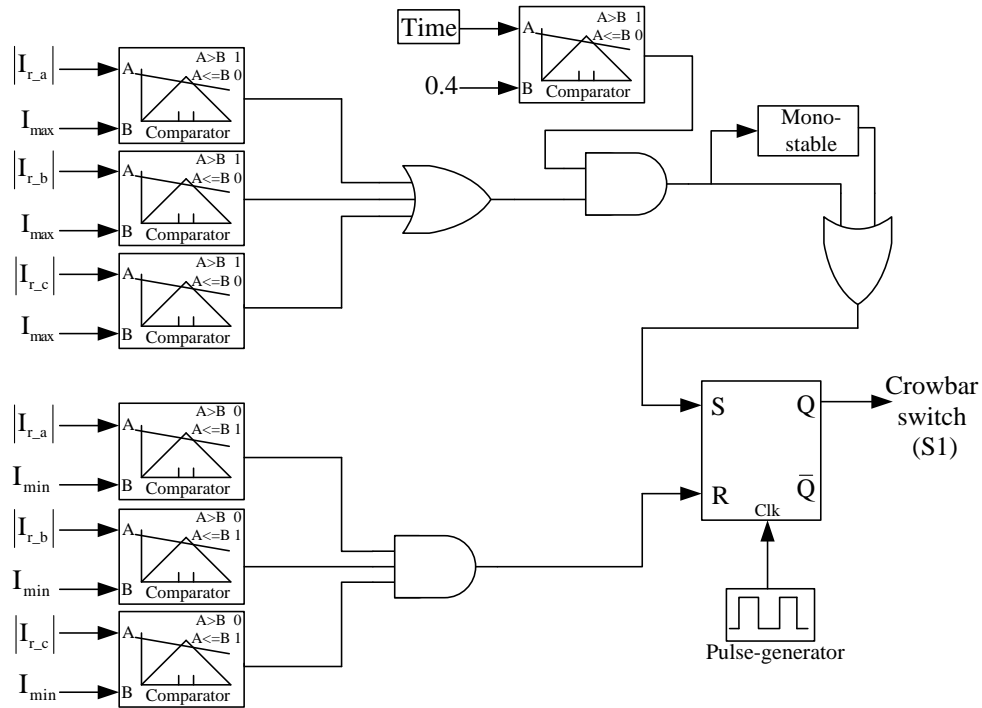 Time
A
A>B 1
A<=B 0
0.4
B
Comparator
|I_r_a|
A
A>B 1
A<=B 0
I_max
B
Comparator
|I_r_b|
A
A>B 1
A<=B 0
I_max
B
Comparator
|I_r_c|
A
A>B 1
A<=B 0
I_max
B
Comparator
Mono-
stable
|I_r_a|
A
A>B 0
A<=B 1
I_min
B
Comparator
|I_r_b|
A
A>B 0
A<=B 1
I_min
B
Comparator
|I_r_c|
A
A>B 0
A<=B 1
I_min
B
Comparator
S
Q
R
Q̅
Clk
Crowbar
switch
(S1)
Pulse-generator